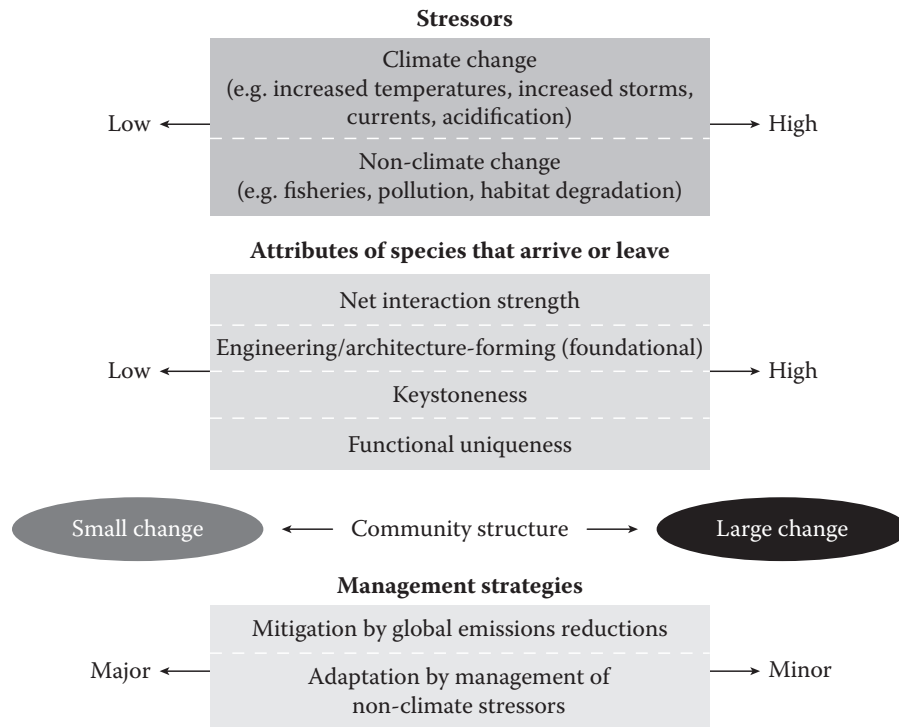 Stressors
Climate change
(e.g. increased temperatures, increased storms,
currents, acidification)
Low
High
Non-climate change
(e.g. fisheries, pollution, habitat degradation)
Attributes of species that arrive or leave
Net interaction strength
Engineering/architecture-forming (foundational)
Low
High
Keystoneness
Functional uniqueness
Small change
Community structure
Large change
Management strategies
Mitigation by global emissions reductions
Major
Minor
Adaptation by management of
non-climate stressors